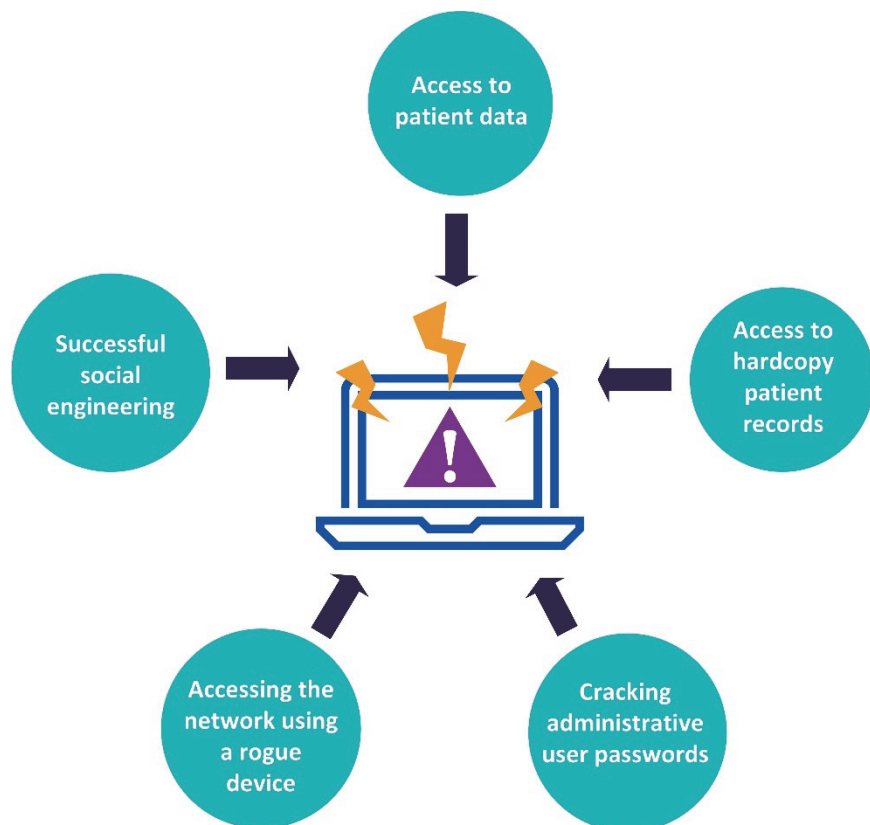 Access to
patient data
Successful
social
engineering
Access to
hardcopy
patient
records
Accessing the
network using
a rogue
device
Cracking
administrative
user passwords
!